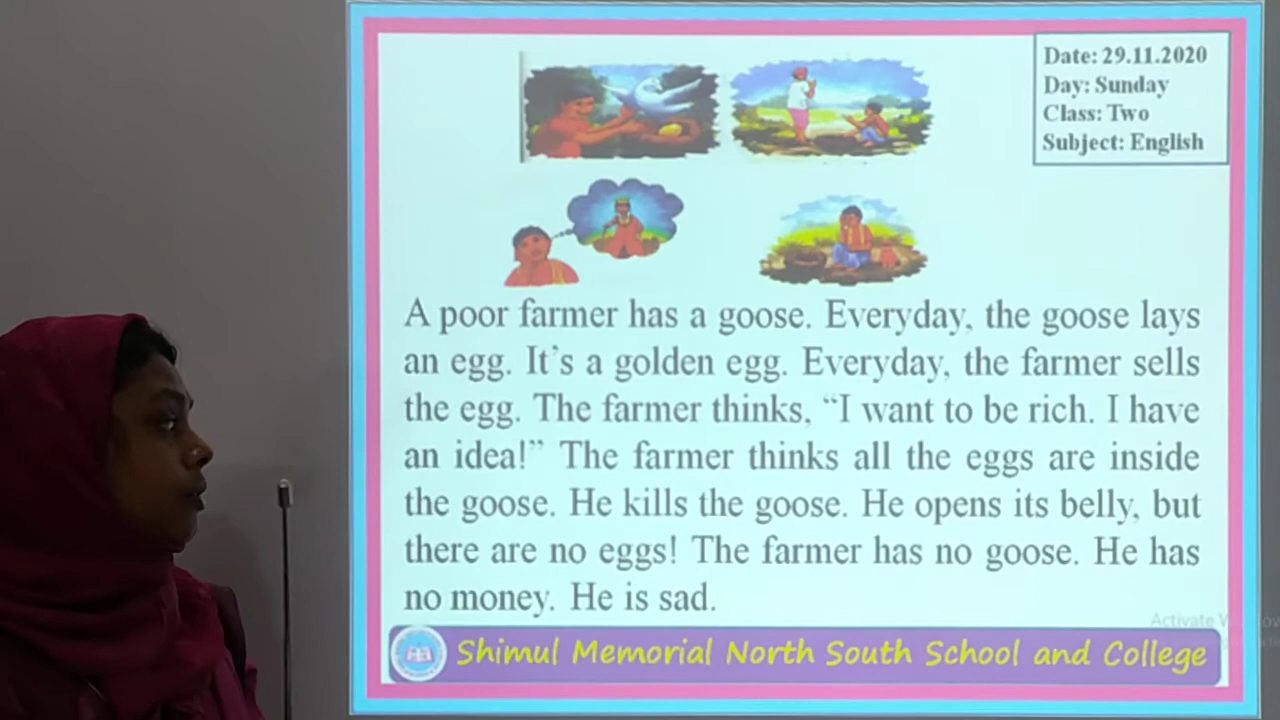 Date: 29.11.2020
Day: Sunday
Class: Two
Subject: English
A poor farmer has a goose. Everyday, the goose lays
an egg. It's a golden egg. Everyday, the farmer sells
the egg. The farmer thinks, “I want to be rich. I have
an idea!” The farmer thinks all the eggs are inside
the goose. He kills the goose. He opens its belly, but
there are no eggs! The farmer has no goose. He has
no money. He is sad.
Shimul Memorial North South School and College
Activate